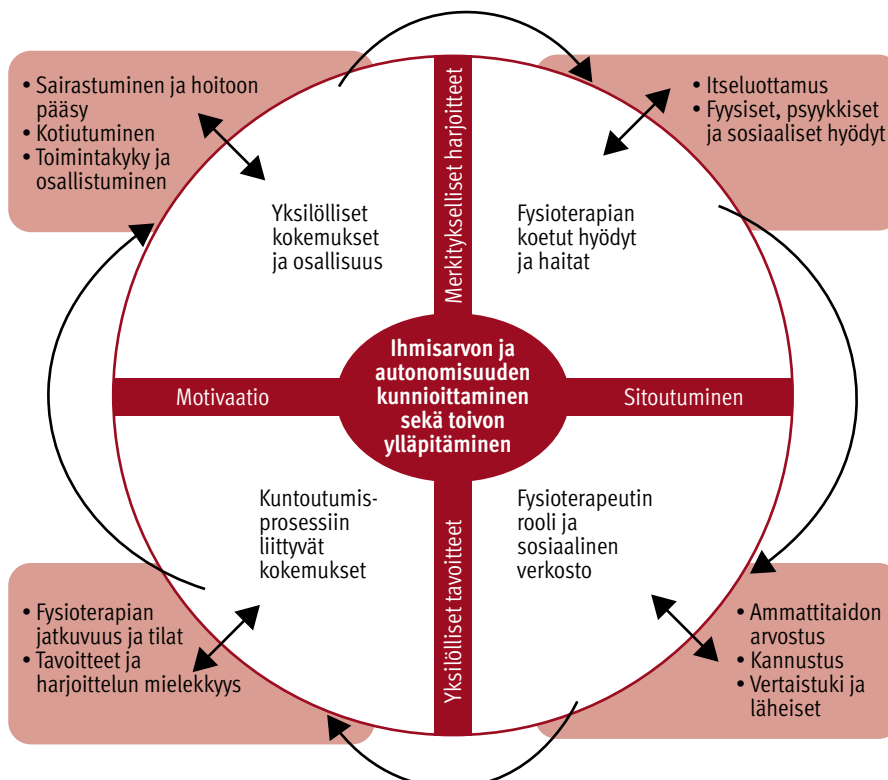 • Sairastuminen ja hoitoon
pääsy
• Kotiutuminen
• Toimintakyky ja
osallistuminen
• Itseluottamus
• Fyysiset, psyykkiset
ja sosiaaliset hyödyt
Merkitykselliset harjoitteet
Yksilölliset
kokemukset
ja osallisuus
Fysioterapian
koetut hyödyt
ja haitat
Motivaatio
Ihmisarvon ja
autonomisuuden
kunnioittaminen
sekä toivon
ylläpitäminen
Sitoutuminen
Kuntoutumis-
prosessiin
liittyvät
kokemukset
Fysioterapeutin
rooli ja
sosiaalinen
verkosto
Yksilölliset tavoitteet
• Fysioterapian
jatkuvuus ja tilat
• Tavoitteet ja
harjoittelun mielekkyys
• Ammattitaidon
arvostus
• Kannustus
• Vertaistuki ja
läheiset